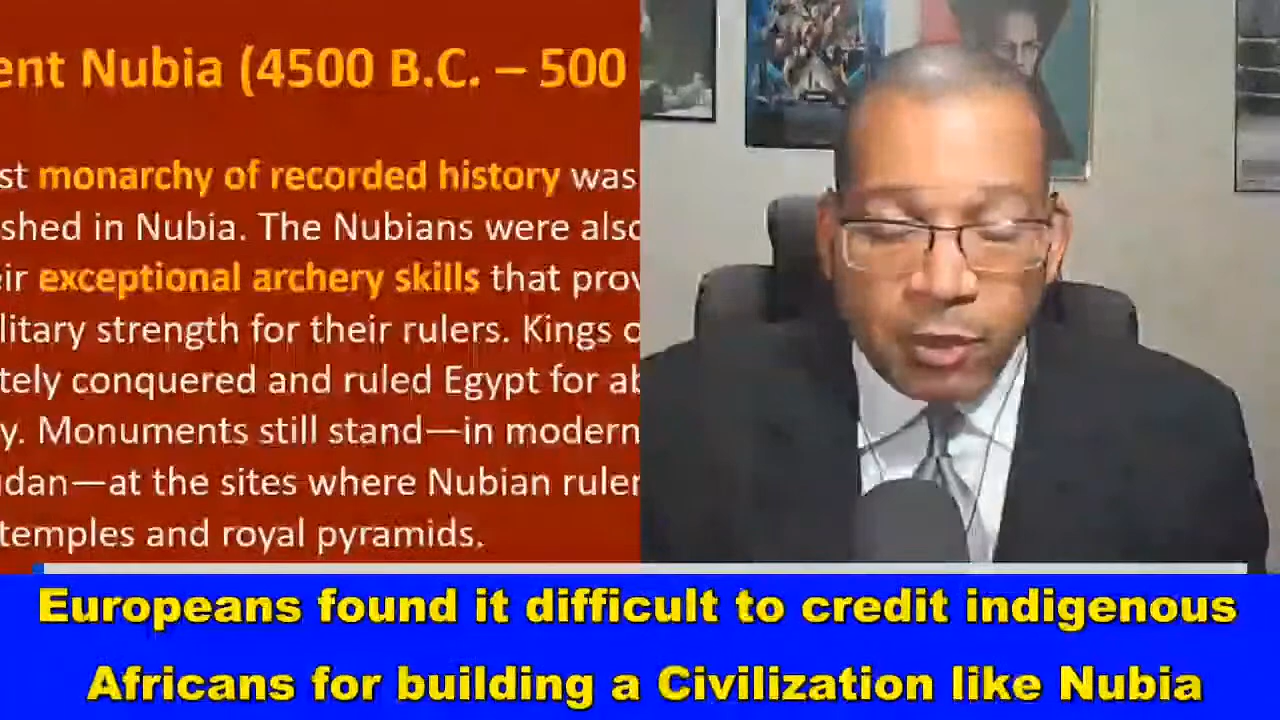 ent Nubia (4500 B.C. – 500
st monarchy of recorded history was
shed in Nubia. The Nubians were also
eir exceptional archery skills that prov
litary strength for their rulers. Kings o
tely conquered and ruled Egypt for ab
y. Monuments still stand—in modern
udan—at the sites where Nubian ruler
temples and royal pyramids.
Europeans found it difficult to credit indigenous
Africans for building a Civilization like Nubia